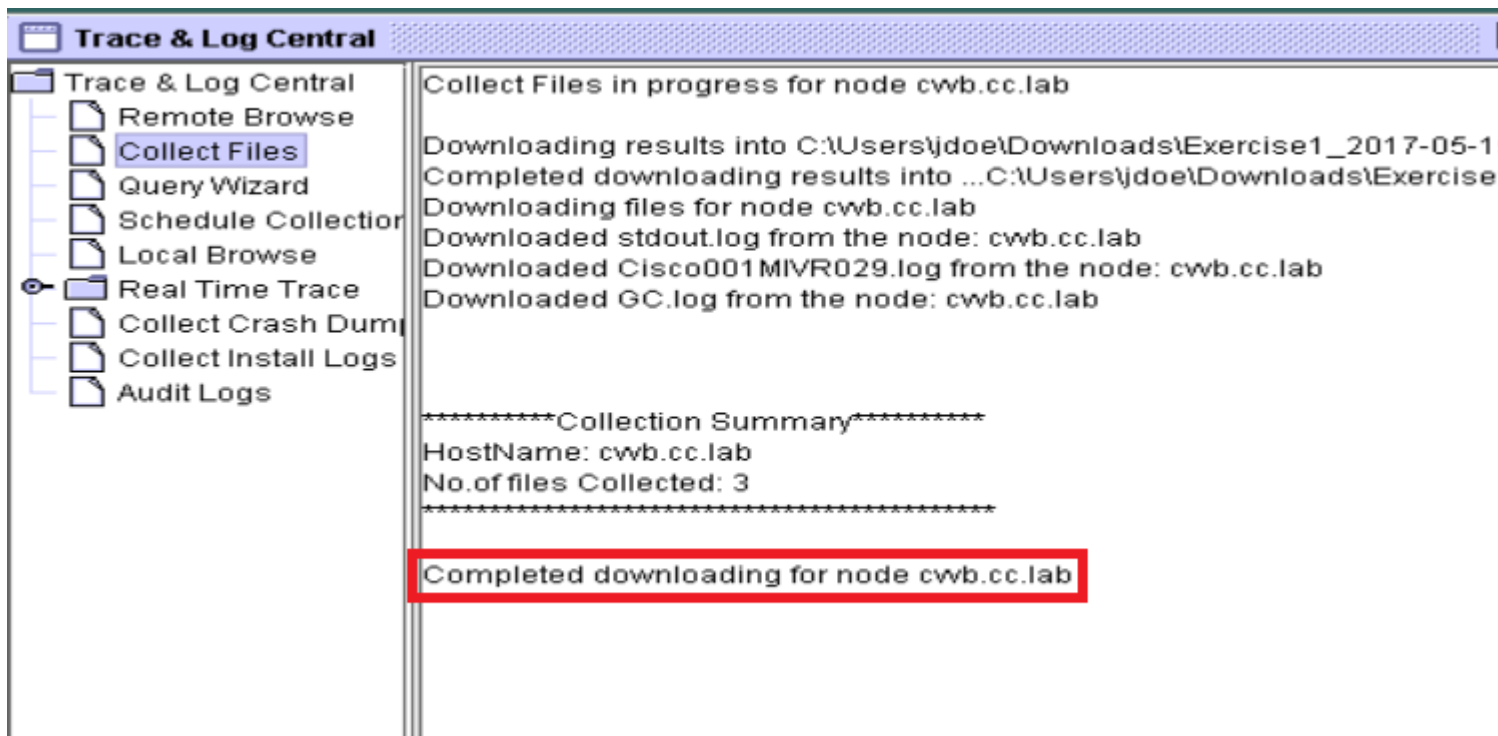 Trace & Log Central
Trace & Log Central
Remote Browse
Collect Files
Query Wizard
Schedule Collection
Local Browse
Real Time Trace
Collect Crash Dum
Collect Install Logs
Audit Logs
Collect Files in progress for node cwb.cc.lab
Downloading results into C:\Users\jdoe\Downloads\Exercise1_2017-05-1
Completed downloading results into ...C:\Users\jdoe\Downloads\Exercise
Downloading files for node cwb.cc.lab
Downloaded stdout.log from the node: cwb.cc.lab
Downloaded Cisco001MIVR029.log from the node: cwb.cc.lab
Downloaded GC.log from the node: cwb.cc.lab
**********Collection Summary**********
HostName: cwb.cc.lab
No.of files Collected: 3
*******************************************
Completed downloading for node cwb.cc.lab